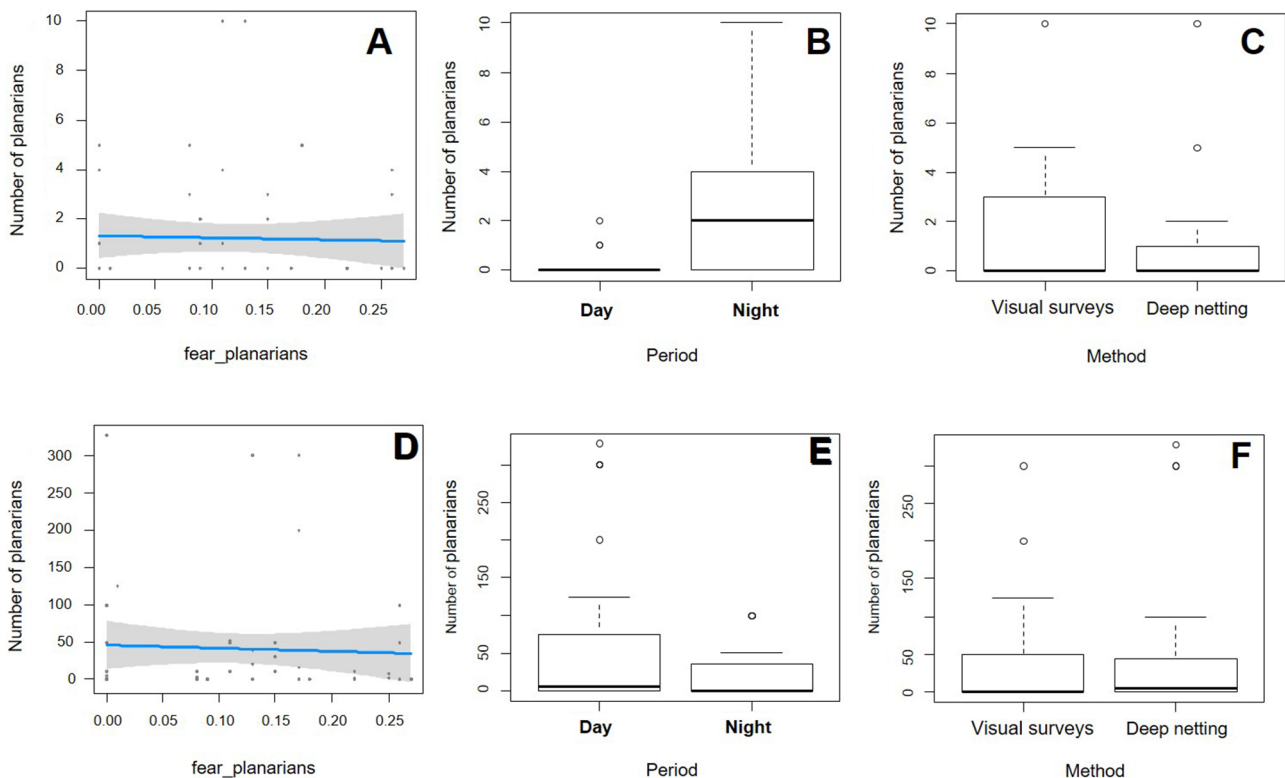 A
Number of planarians
10
8
6
4
2
0
0.00 0.05 0.10 0.15 0.20 0.25
fear_planarians
B
Number of planarians
10
8
6
4
2
0
Day Night
Period
C
Number of planarians
10
8
6
4
2
0
Visual surveys Deep netting
Method
D
Number of planarians
300
250
200
150
100
50
0
0.00 0.05 0.10 0.15 0.20 0.25
fear_planarians
E
Number of planarians
250
150
50
0
Day Night
Period
F
Number of planarians
250
150
50
0
Visual surveys Deep netting
Method